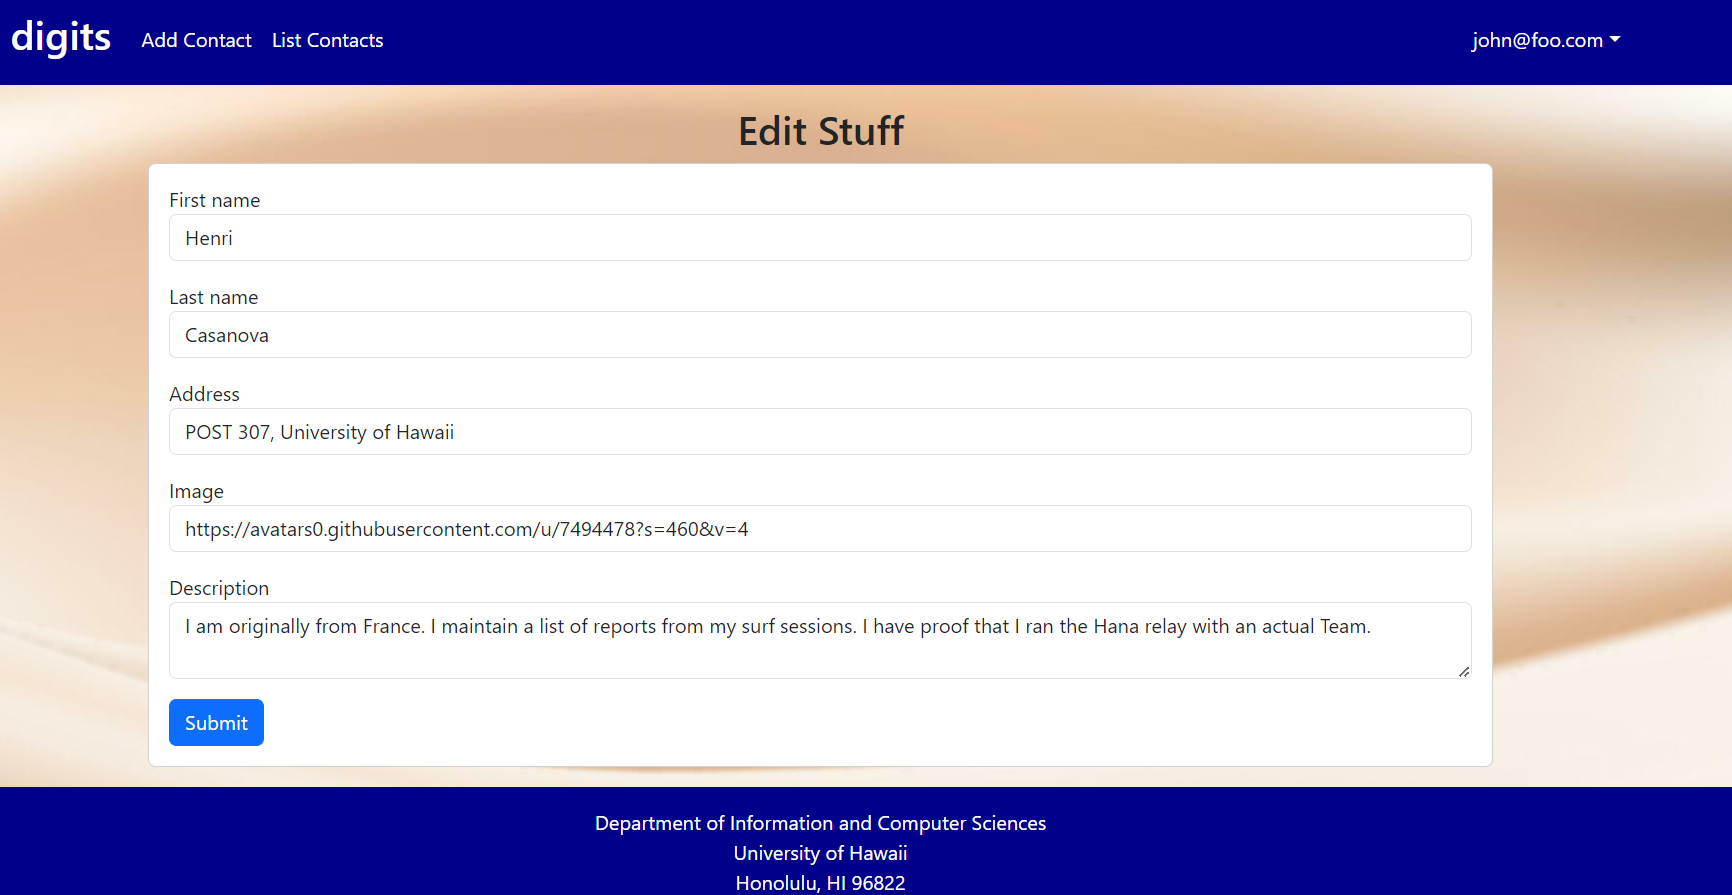 digits Add Contact List Contacts john@foo.com
Edit Stuff
First name
Henri
Last name
Casanova
Address
POST 307, University of Hawaii
Image
https://avatars0.githubusercontent.com/u/7494478?s=460&v=4
Description
I am originally from France. I maintain a list of reports from my surf sessions. I have proof that I ran the Hana relay with an actual Team.
Submit
Department of Information and Computer Sciences
University of Hawaii
Honolulu, HI 96822